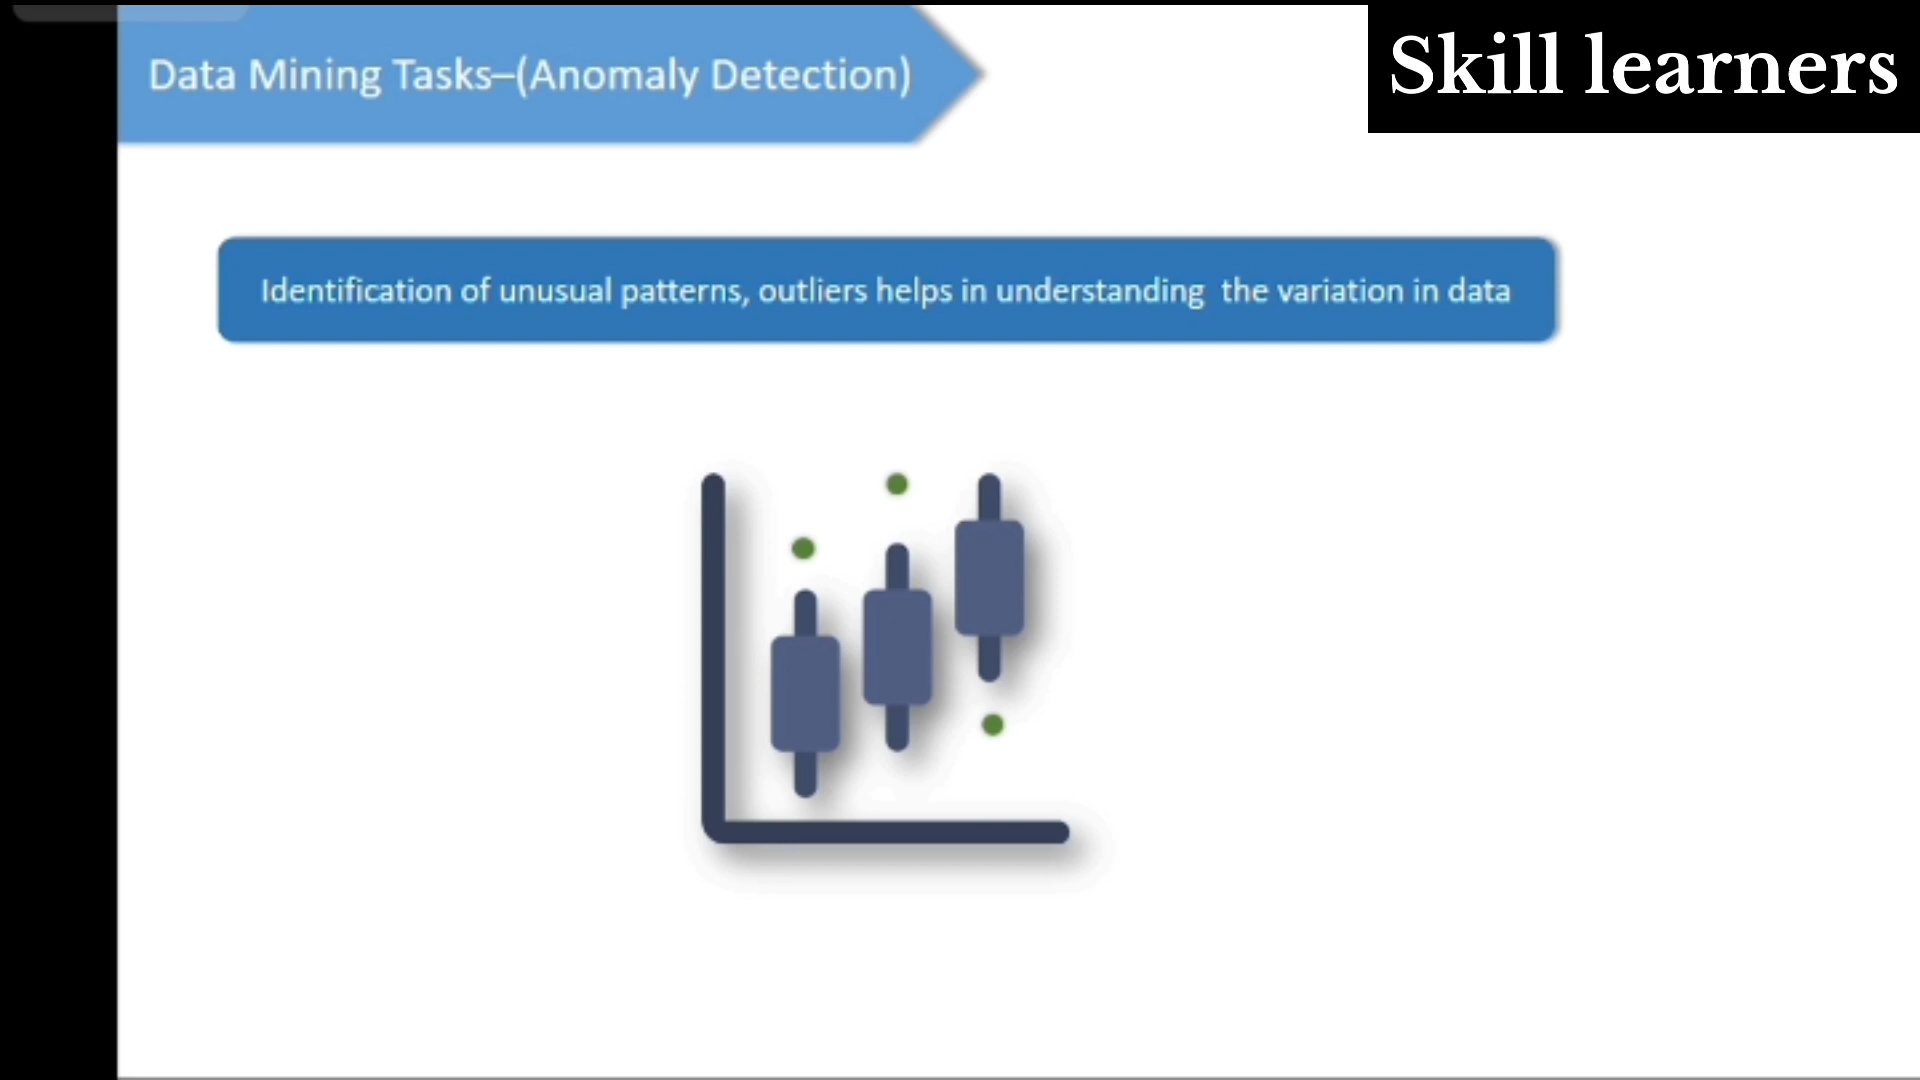 Data Mining Tasks–(Anomaly Detection)
Skill learners
Identification of unusual patterns, outliers helps in understanding  the variation in data